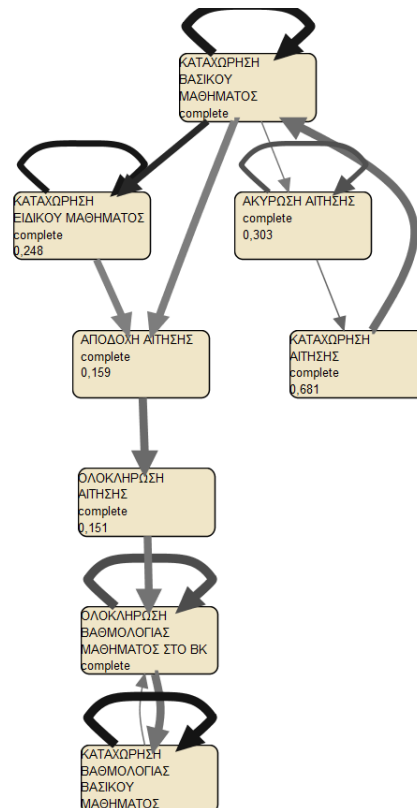 ΚΑΤΑΧΩΡΗΣΗ
ΒΑΣΙΚΟΥ
ΜΑΘΗΜΑΤΟΣ
complete
ΚΑΤΑΧΩΡΗΣΗ
ΕΙΔΙΚΟΥ ΜΑΘΗΜΑΤΟΣ
complete
0,248
ΑΚΥΡΩΣΗ ΑΙΤΗΣΗΣ
complete
0,303
ΑΠΟΔΟΧΗ ΑΙΤΗΣΗΣ
complete
0,159
ΚΑΤΑΧΩΡΗΣΗ
ΑΙΤΗΣΗΣ
complete
0,681
ΟΛΟΚΛΗΡΩΣΗ
ΑΙΤΗΣΗΣ
complete
0,151
ΟΛΟΚΛΗΡΩΣΗ
ΒΑΘΜΟΛΟΓΙΑΣ
ΜΑΘΗΜΑΤΟΣ ΣΤΟ ΒΚ
complete
ΚΑΤΑΧΩΡΗΣΗ
ΒΑΘΜΟΛΟΓΙΑΣ
ΒΑΣΙΚΟΥ
ΜΑΘΗΜΑΤΟΣ